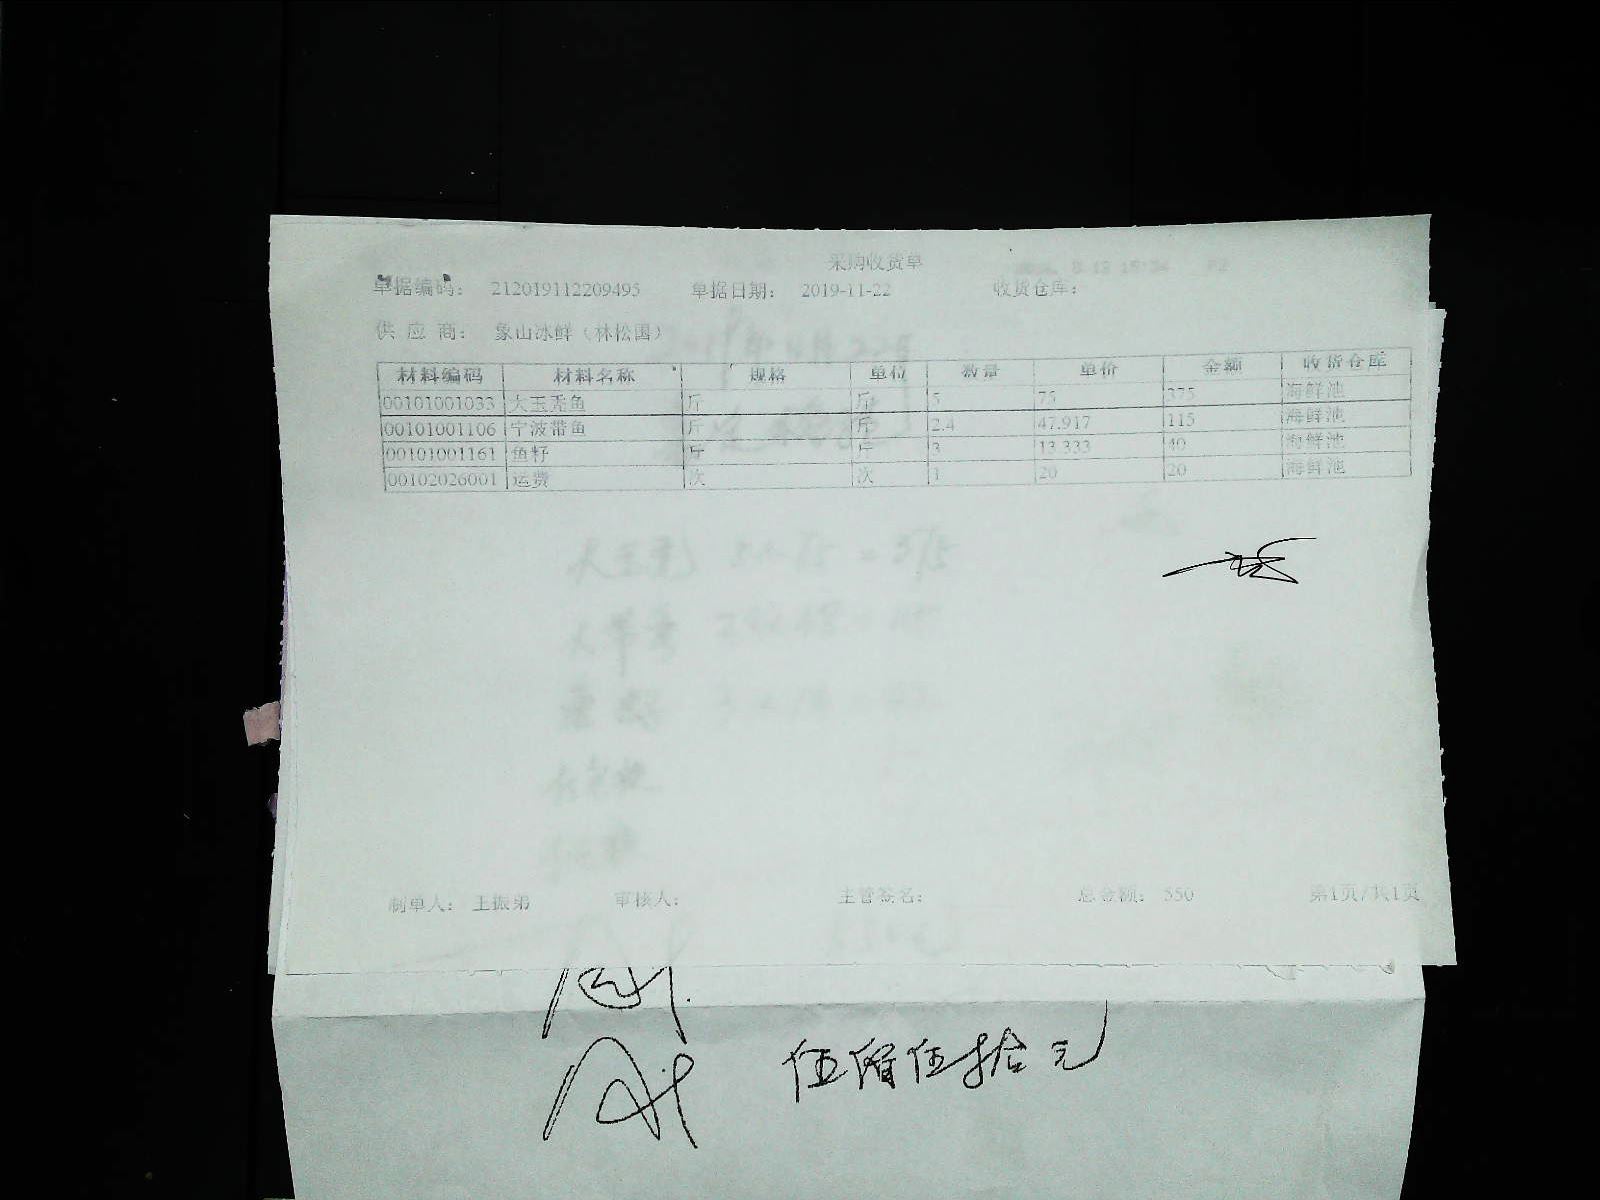 采购收货单
单据编码： 212019112209495 单据日期： 2019-11-22 收货仓库：
供 应 商： 象山冰鲜（林松国）
材料编码 材料名称 规格 单位 数量 单价 金额 收货仓库
00101001033 大玉秃鱼 斤 斤 5 75 375 海鲜池
00101001106 宁波带鱼 斤 斤 2.4 47.917 115 海鲜池
00101001161 鱼籽 斤 斤 3 13.333 40 海鲜池
00102026001 运费 次 次 1 20 20 海鲜池
制单人： 王振弟 审核人： 主管签名： 总金额： 550 第1页/共1页
伍佰伍拾元